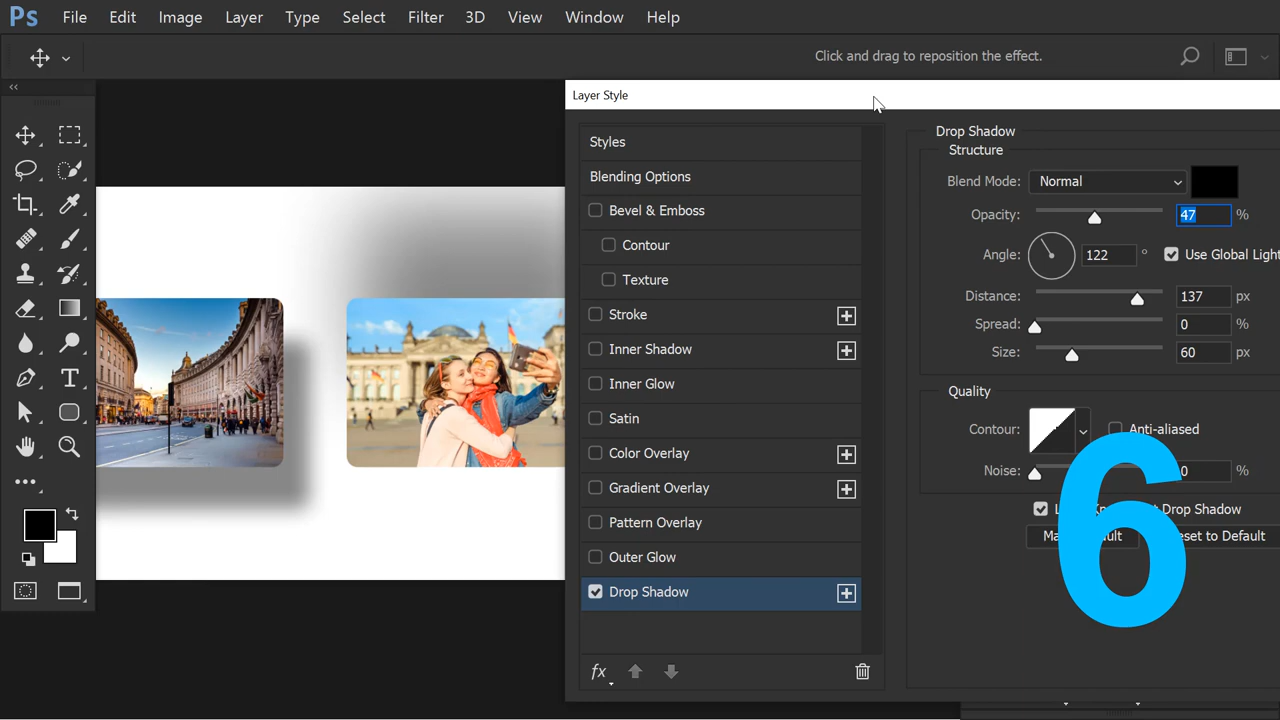 Ps File Edit Image Layer Type Select Filter 3D View Window Help
Click and drag to reposition the effect.
Layer Style
Styles
Blending Options
Bevel & Emboss
Contour
Texture
Stroke
Inner Shadow
Inner Glow
Satin
Color Overlay
Gradient Overlay
Pattern Overlay
Outer Glow
Drop Shadow
fx
Drop Shadow
Structure
Blend Mode: Normal
Opacity: 47 %
Angle: 122 ° Use Global Light
Distance: 137 px
Spread: 0 %
Size: 60 px
Quality
Contour: Anti-aliased
Noise: 0 %
Drop Shadow
to Default
6